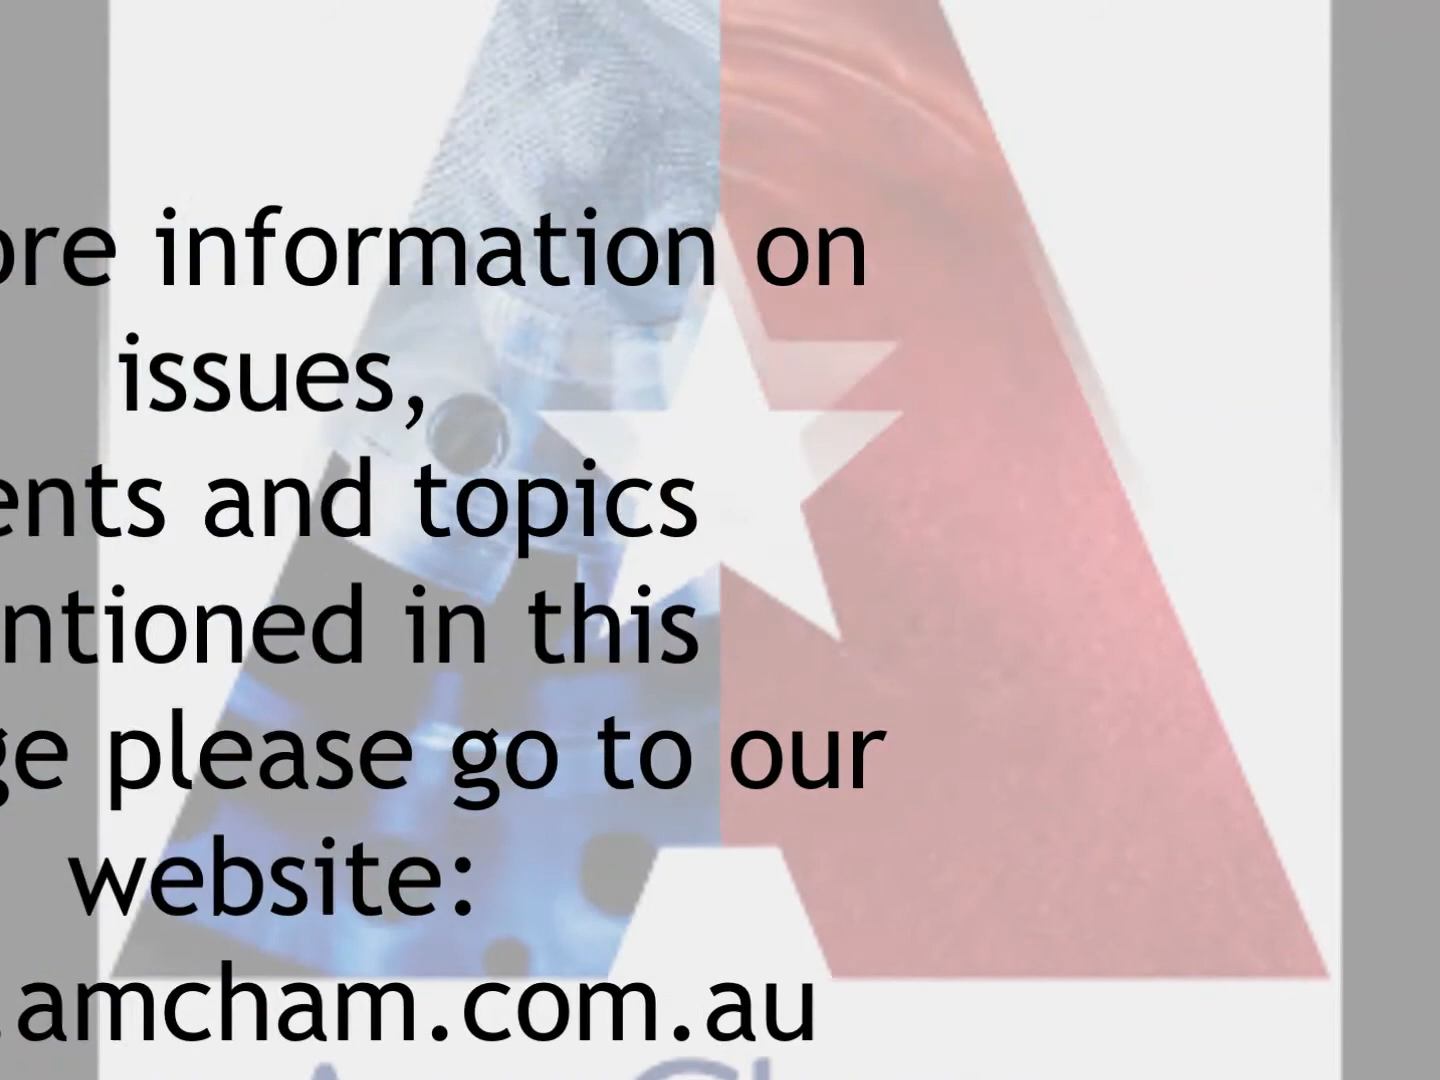 ore information on
issues,
ents and topics
ntioned in this
ge please go to our
website:
.amcham.com.au